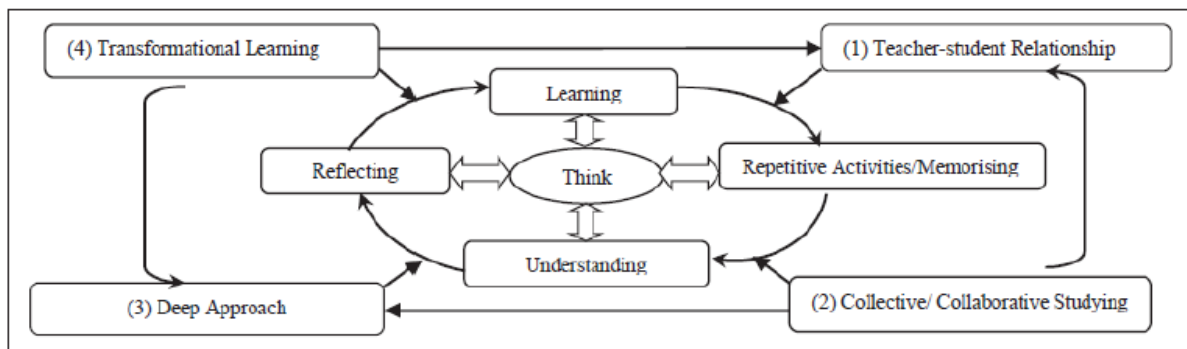 (4) Transformational Learning
(1) Teacher-student Relationship
Learning
Reflecting
Think
Repetitive Activities/Memorising
Understanding
(3) Deep Approach
(2) Collective/ Collaborative Studying